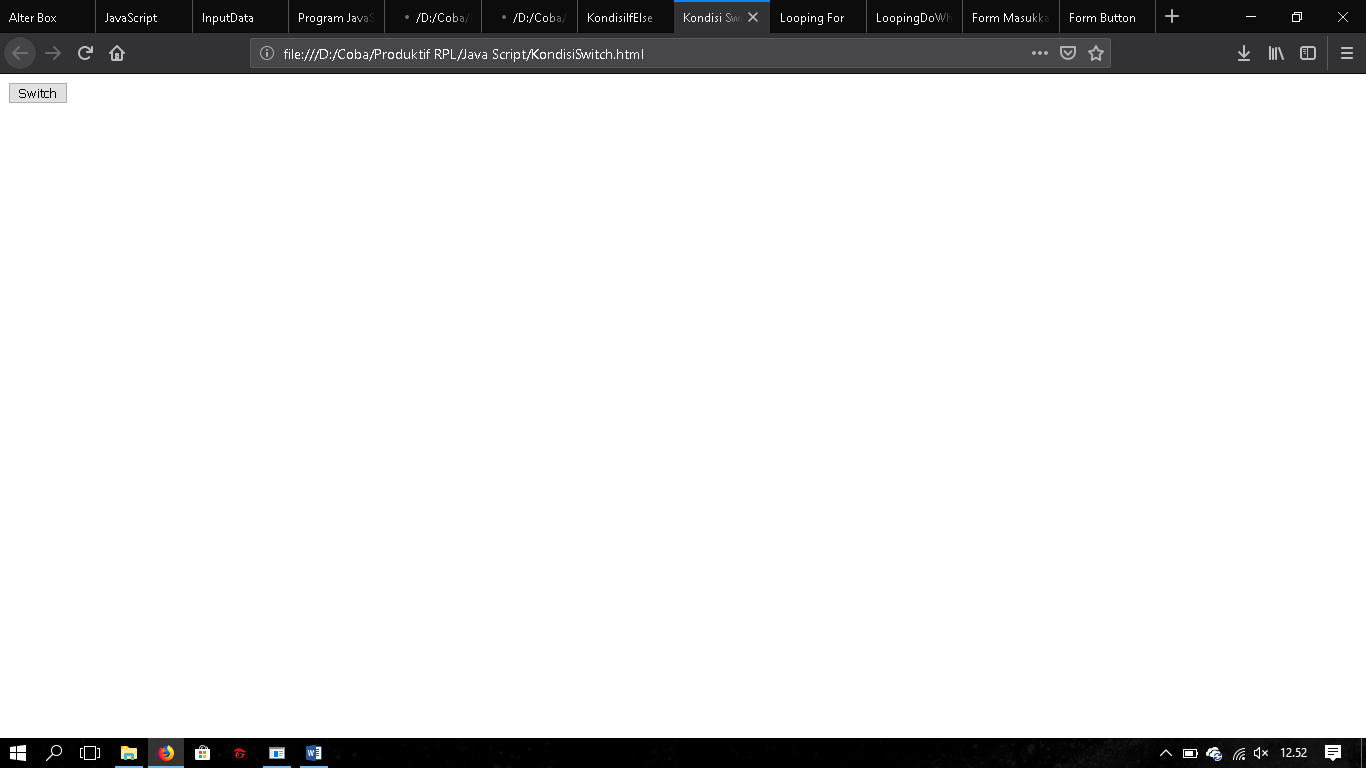 Alter Box JavaScript InputData Program JavaS /D:/Coba/ /D:/Coba/ KondisiIfElse Kondisi Sw Looping For LoopingDoWh Form Masukka Form Button
file:///D:/Coba/Produktif RPL/Java Script/KondisiSwitch.html
Switch
12.52